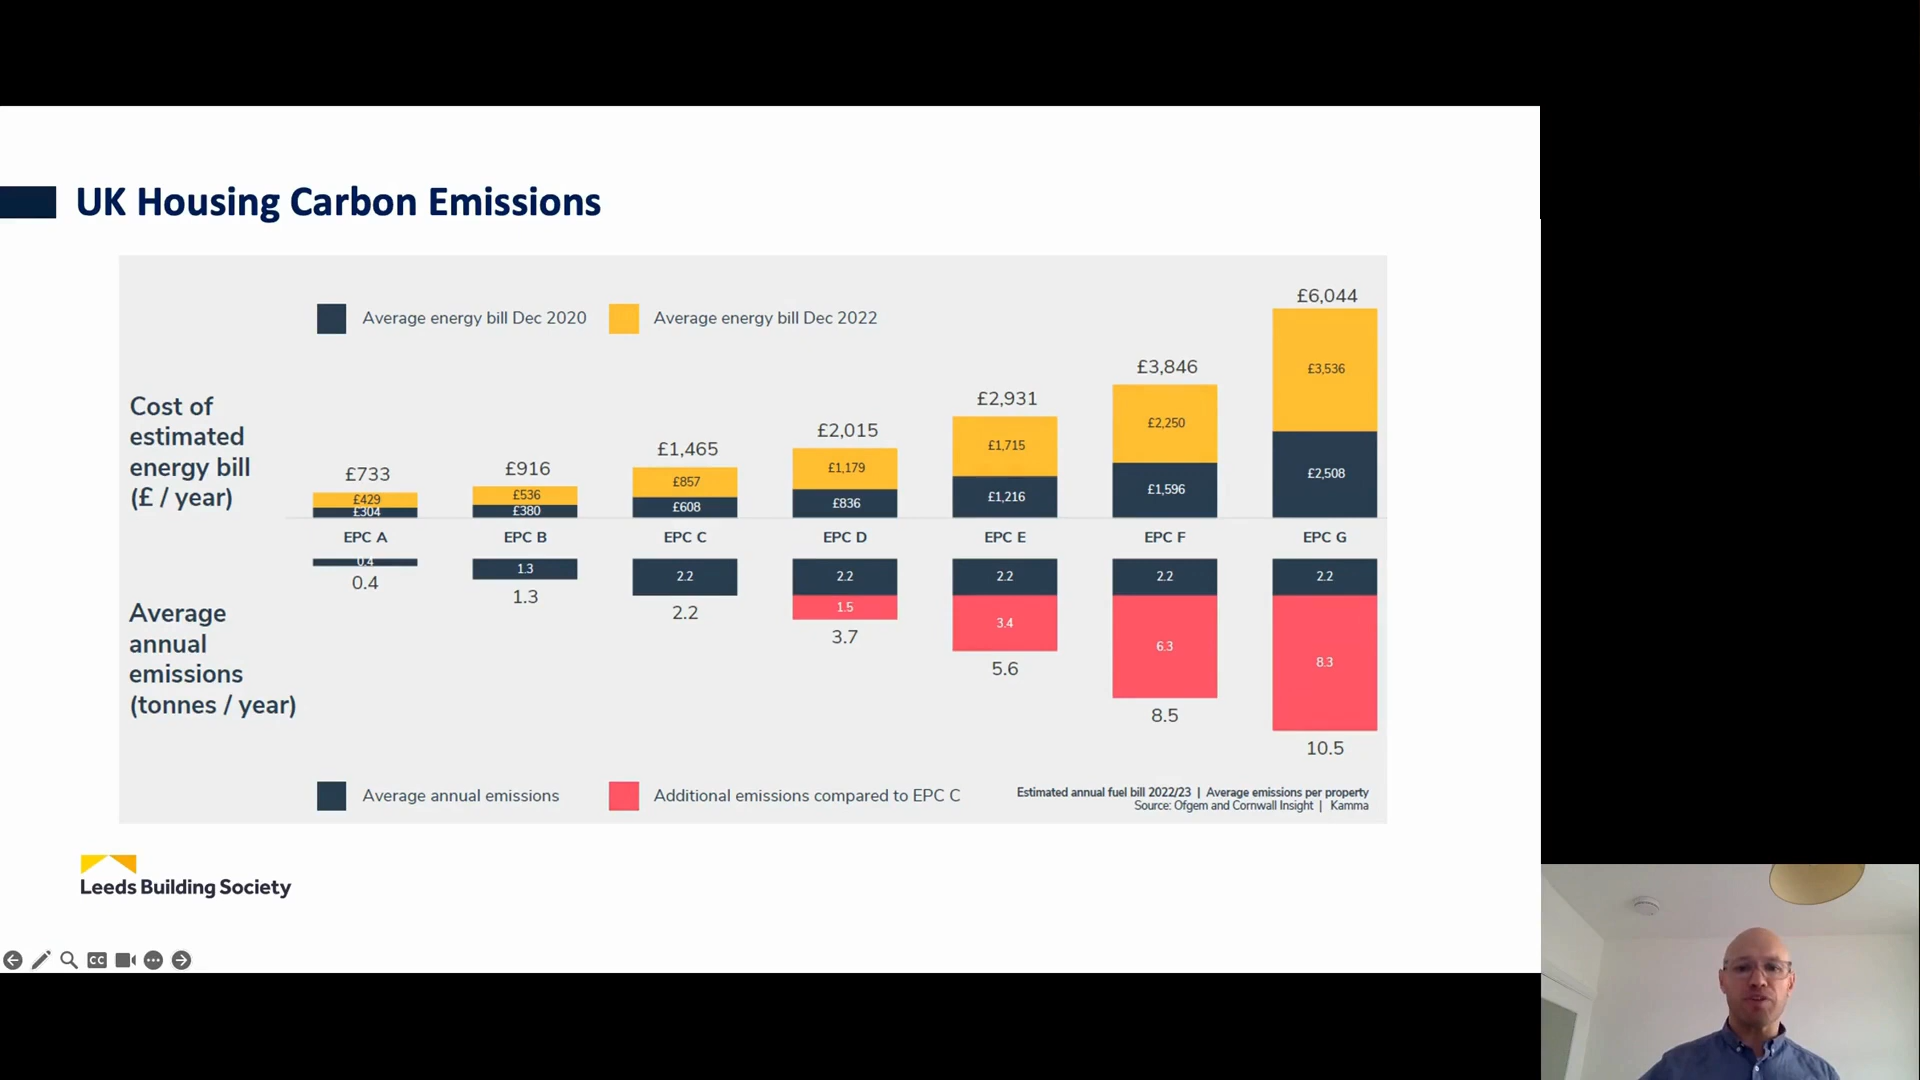 UK Housing Carbon Emissions
Average energy bill Dec 2020
Average energy bill Dec 2022
Cost of
estimated
energy bill
(£ / year)
£733
£429
£304
£916
£536
£380
£1,465
£857
£608
£2,015
£1,179
£836
£2,931
£1,715
£1,216
£3,846
£2,250
£1,596
£6,044
£3,536
£2,508
EPC A
EPC B
EPC C
EPC D
EPC E
EPC F
EPC G
Average
annual
emissions
(tonnes / year)
0.4
0.4
1.3
1.3
2.2
2.2
2.2
1.5
3.7
2.2
3.4
5.6
2.2
6.3
8.5
2.2
8.3
10.5
Average annual emissions
Additional emissions compared to EPC C
Estimated annual fuel bill 2022/23 | Average emissions per property
Source: Ofgem and Cornwall Insight | Kamma
Leeds Building Society
CC